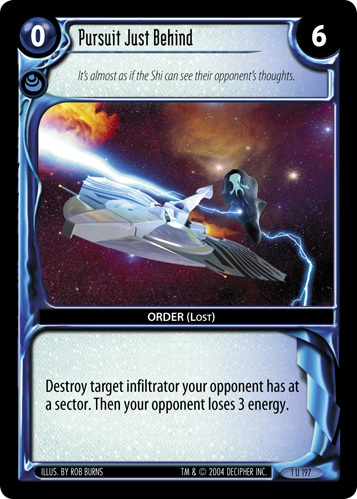 0 Pursuit Just Behind 6
It's almost as if the Shi can see their opponent's thoughts.
ORDER (LOST)
Destroy target infiltrator your opponent has at
a sector. Then your opponent loses 3 energy.
ILLUS. BY ROB BURNS TM & © 2004 DECIPHER INC. 1 U 197